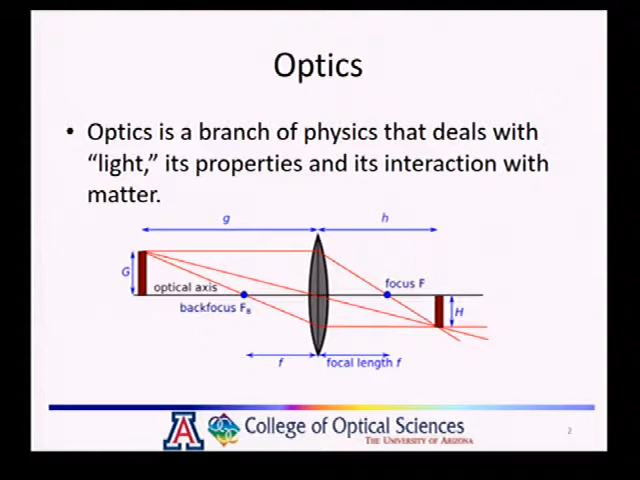 Optics
• Optics is a branch of physics that deals with
“light,” its properties and its interaction with
matter.
g
h
G
optical axis
focus F
backfocus FB
H
f
focal length f
A
College of Optical Sciences
THE UNIVERSITY OF ARIZONA
2